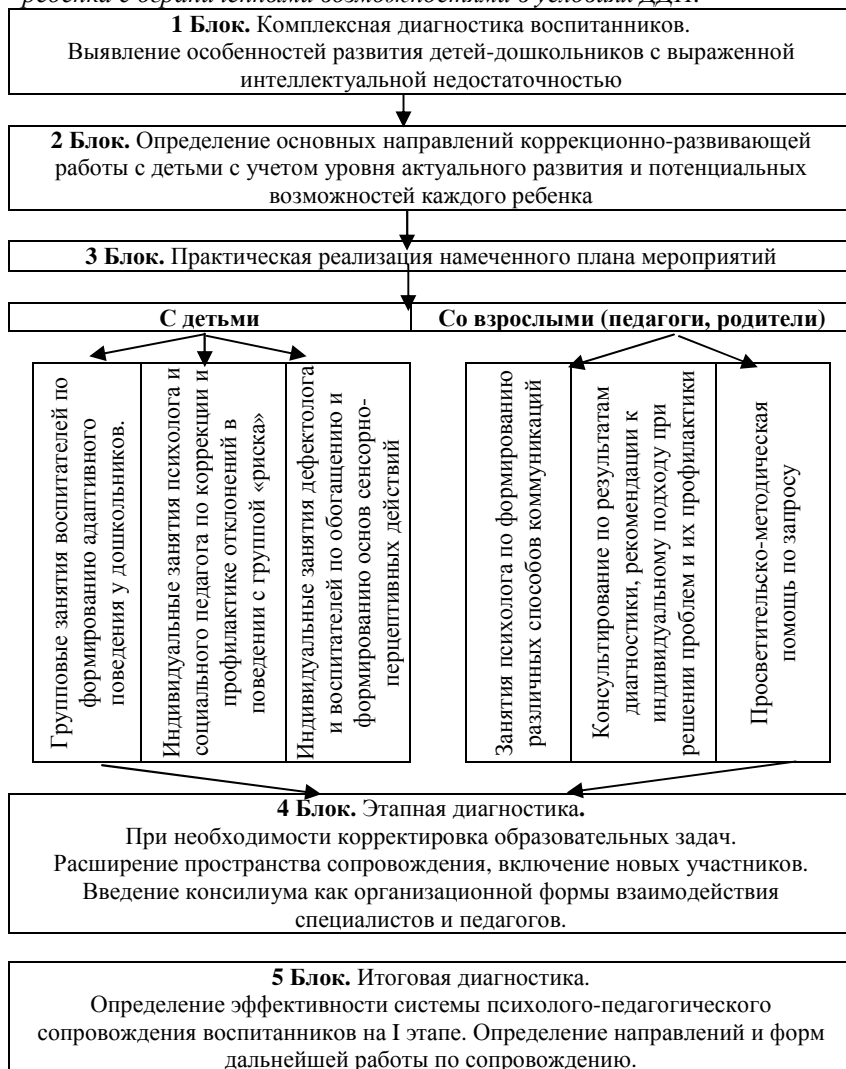 ребенка с ограниченными возможностями в условиях ДДИ.
1 Блок. Комплексная диагностика воспитанников.
Выявление особенностей развития детей-дошкольников с выраженной
интеллектуальной недостаточностью
2 Блок. Определение основных направлений коррекционно-развивающей
работы с детьми с учетом уровня актуального развития и потенциальных
возможностей каждого ребенка
3 Блок. Практическая реализация намеченного плана мероприятий
С детьми
Со взрослыми (педагоги, родители)
Групповые занятия воспитателей по
формированию адаптивного
поведения у дошкольников.
Индивидуальные занятия психолога и
социального педагога по коррекции и
профилактике отклонений в
поведении с группой «риска»
Индивидуальные занятия дефектолога
и воспитателей по обогащению и
формированию основ сенсорно-
перцептивных действий
Занятия психолога по формированию
различных способов коммуникаций
Консультирование по результатам
диагностики, рекомендации к
индивидуальному подходу при
решении проблем и их профилактики
Просветительско-методическая
помощь по запросу
4 Блок. Этапная диагностика.
При необходимости корректировка образовательных задач.
Расширение пространства сопровождения, включение новых участников.
Введение консилиума как организационной формы взаимодействия
специалистов и педагогов.
5 Блок. Итоговая диагностика.
Определение эффективности системы психолого-педагогического
сопровождения воспитанников на I этапе. Определение направлений и форм
дальнейшей работы по сопровождению.